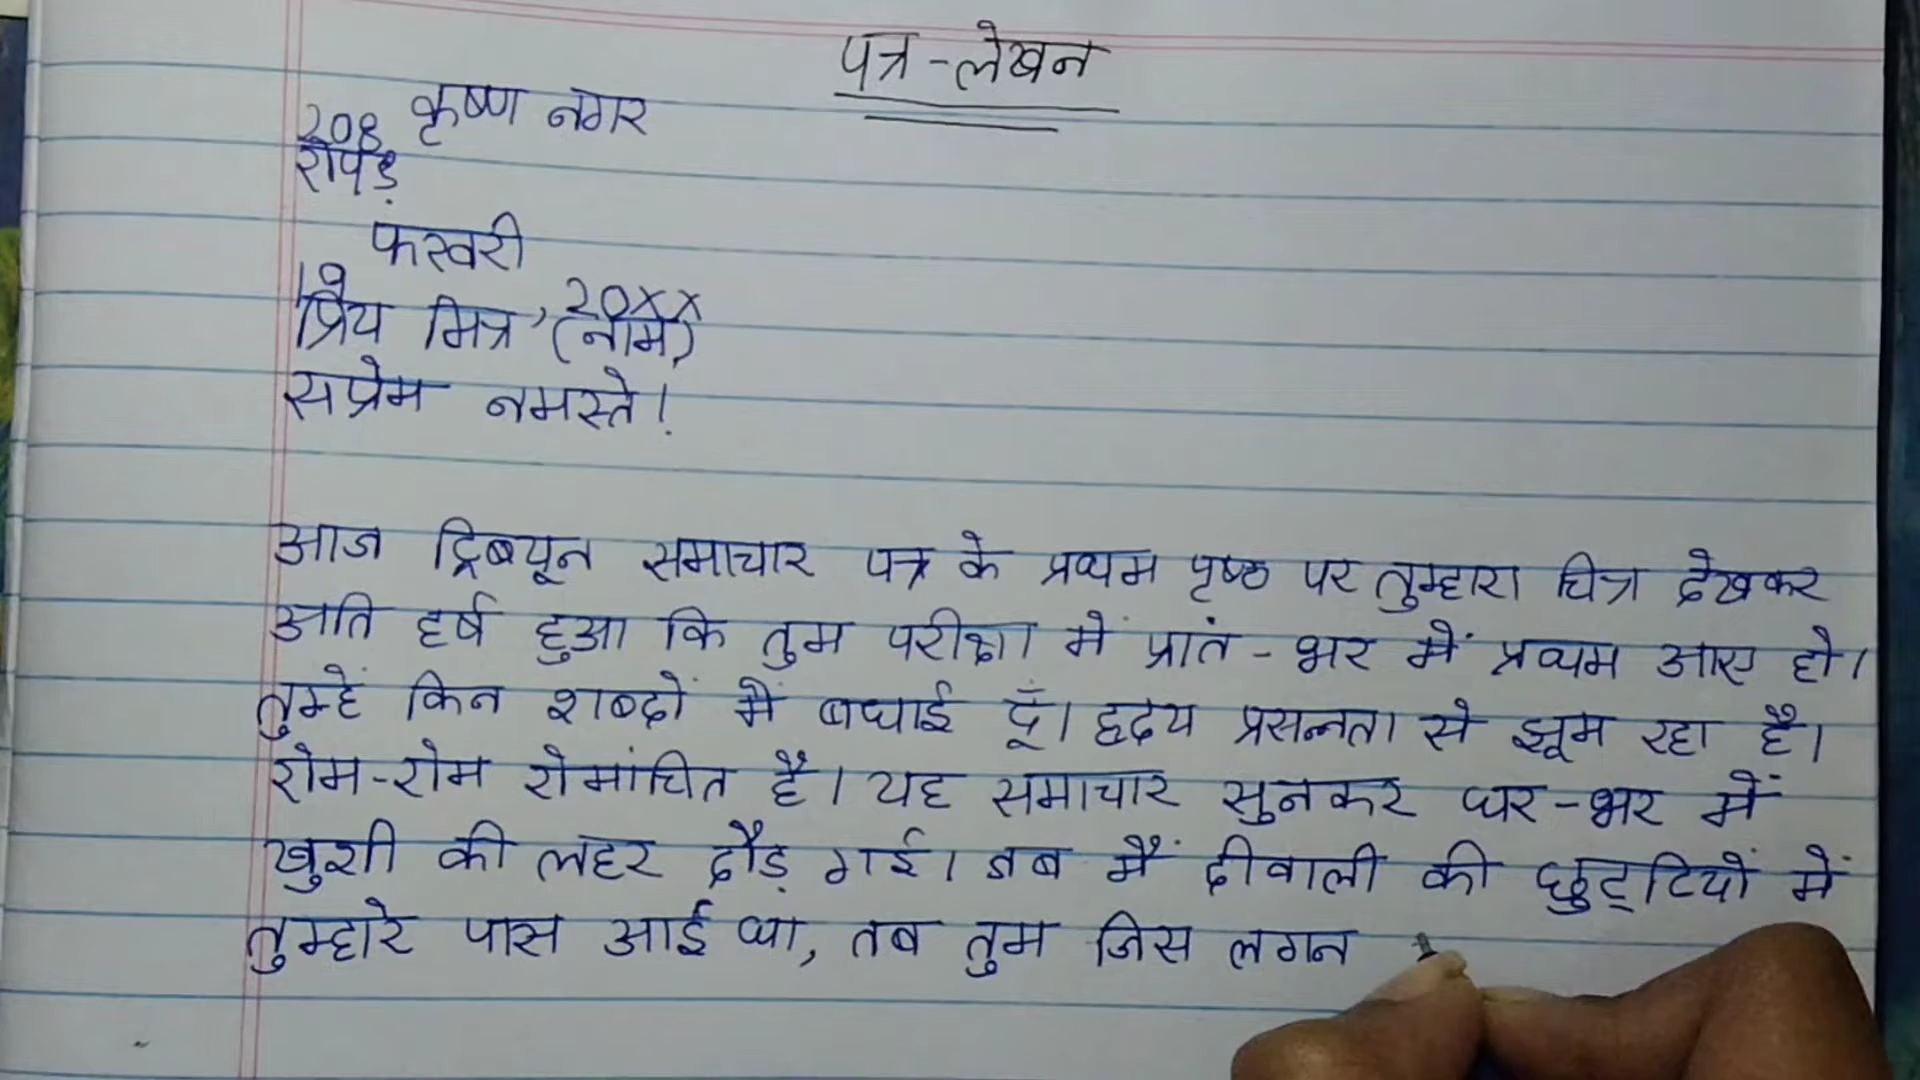 पत्र-लेखन
208 कृष्ण नगर
रोपड़
19 फरवरी 20xx
प्रिय मित्र, (नाम)
सप्रेम नमस्ते!
आज ट्रिबयून समाचार पत्र के प्रथम पृष्ठ पर तुम्हारा चित्र देखकर
अति हर्ष हुआ कि तुम परीक्षा में प्रातं-भर में प्रथम आए हो।
तुम्हें किन शब्दों में बधाई दूँ। हृदय प्रसन्नता से झूम रहा है।
रोम-रोम रोमांचित है। यह समाचार सुनकर घर-भर में
खुशी की लहर दौड़ गई। जब मैं दीवाली की छुट्टियों में
तुम्हारे पास आई था, तब तुम जिस लगन